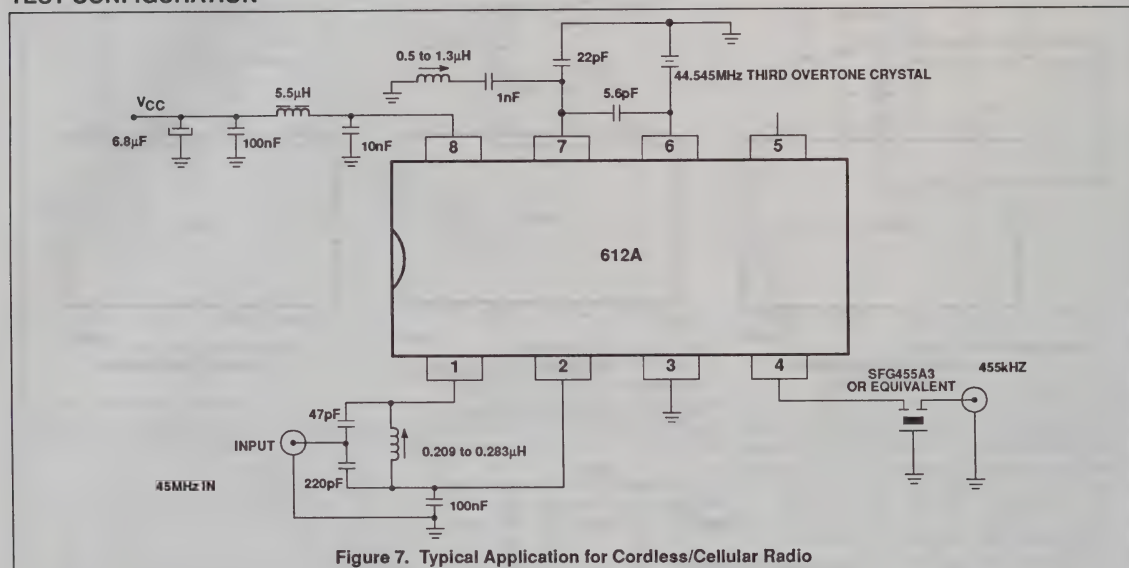 0.5 to 1.3µH
22pF
44.545MHz THIRD OVERTONE CRYSTAL
1nF
5.6pF
5.5µH
VCC
6.8µF
100nF
10nF
8
7
6
5
612A
1
2
3
4
47pF
INPUT
0.209 to 0.283µH
220pF
45MHz IN
100nF
SFG455A3
OR EQUIVALENT
455kHZ
Figure 7. Typical Application for Cordless/Cellular Radio